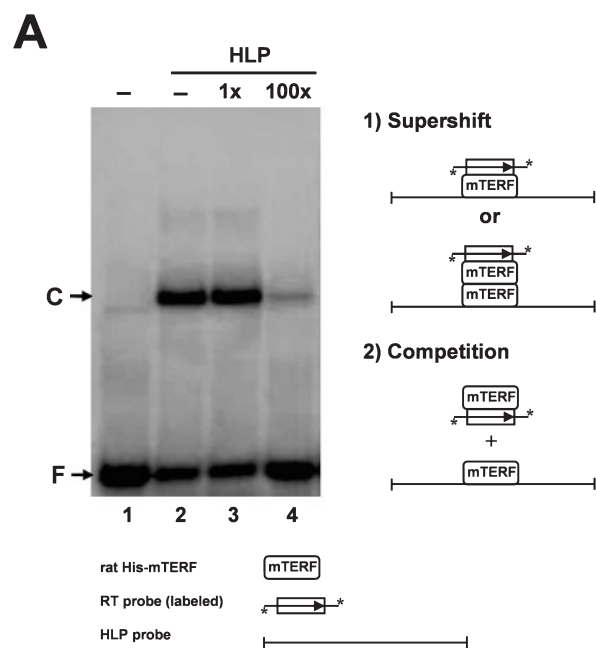 A
HLP
– – 1x 100x
C
F
1 2 3 4
1) Supershift
* *
mTERF
or
* *
mTERF
mTERF
2) Competition
mTERF
* *
+
mTERF
rat His-mTERF mTERF
RT probe (labeled) * *
HLP probe